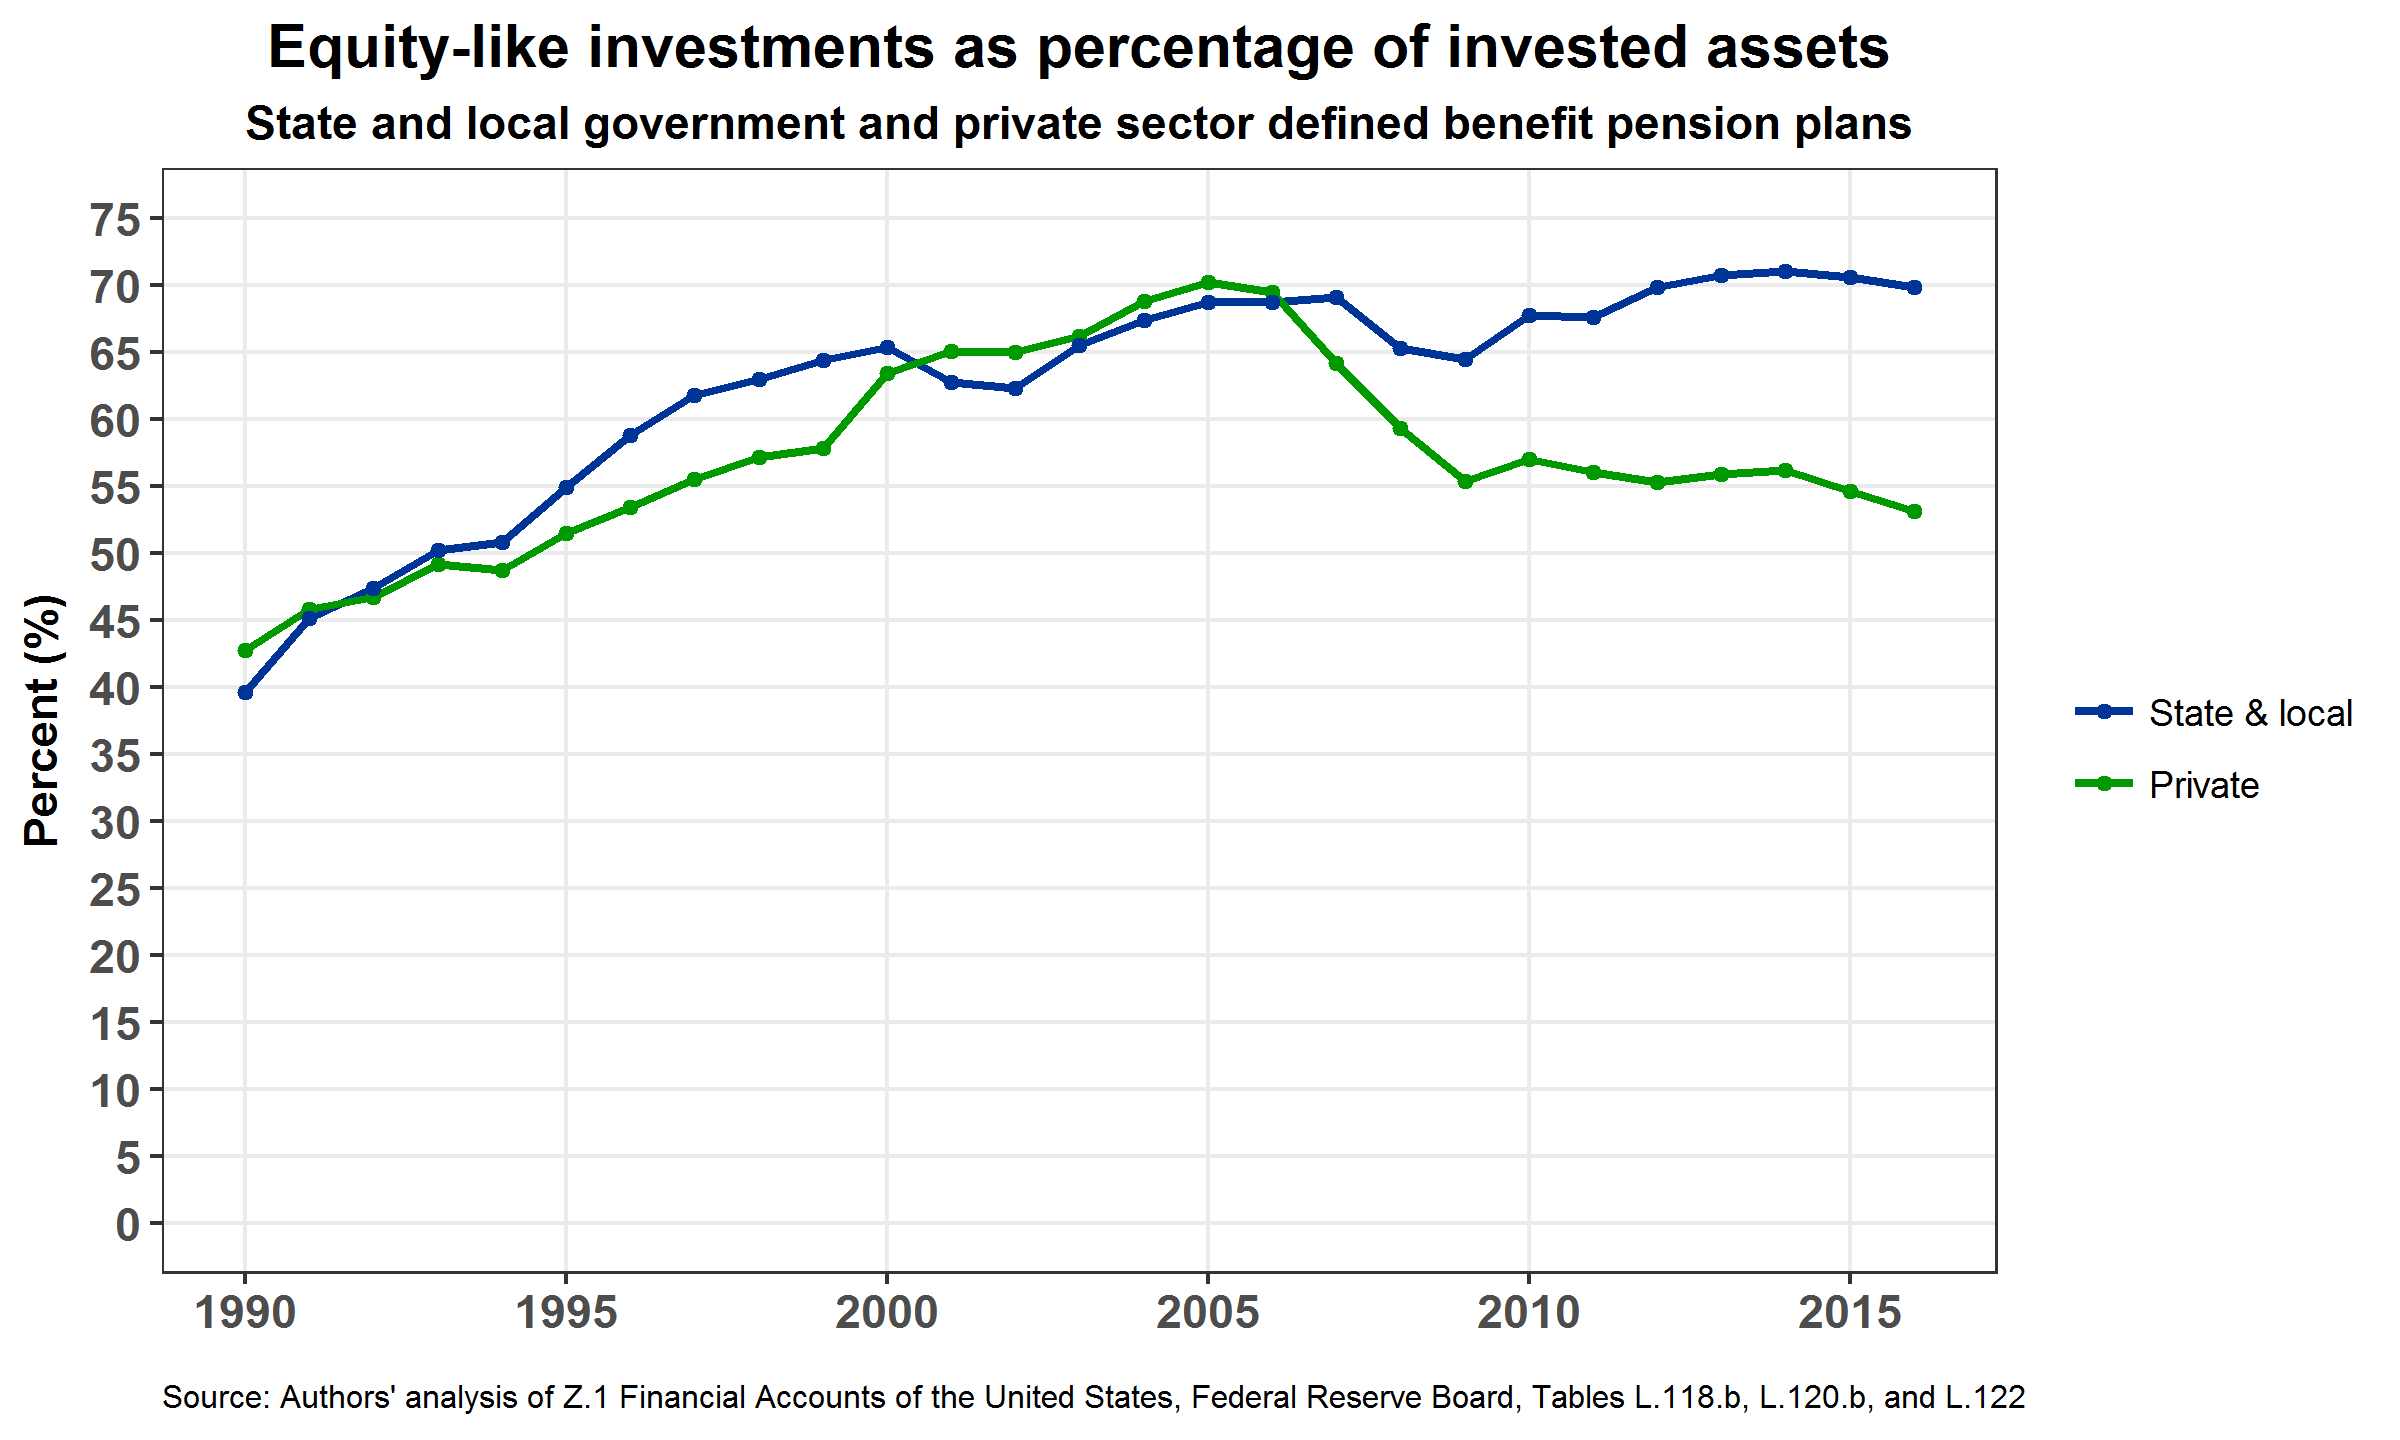 Equity-like investments as percentage of invested assets
State and local government and private sector defined benefit pension plans
Percent (%)
75
70
65
60
55
50
45
40
35
30
25
20
15
10
5
0
1990 1995 2000 2005 2010 2015
State & local
Private
Source: Authors' analysis of Z.1 Financial Accounts of the United States, Federal Reserve Board, Tables L.118.b, L.120.b, and L.122